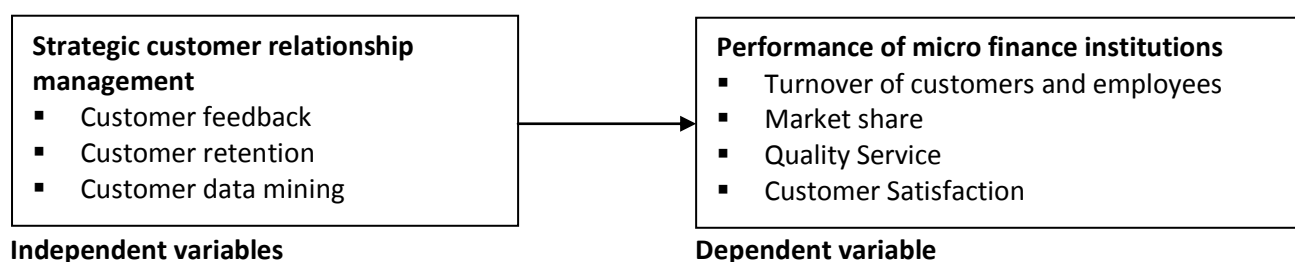 Strategic customer relationship
management
▪ Customer feedback
▪ Customer retention
▪ Customer data mining
Independent variables
Performance of micro finance institutions
▪ Turnover of customers and employees
▪ Market share
▪ Quality Service
▪ Customer Satisfaction
Dependent variable